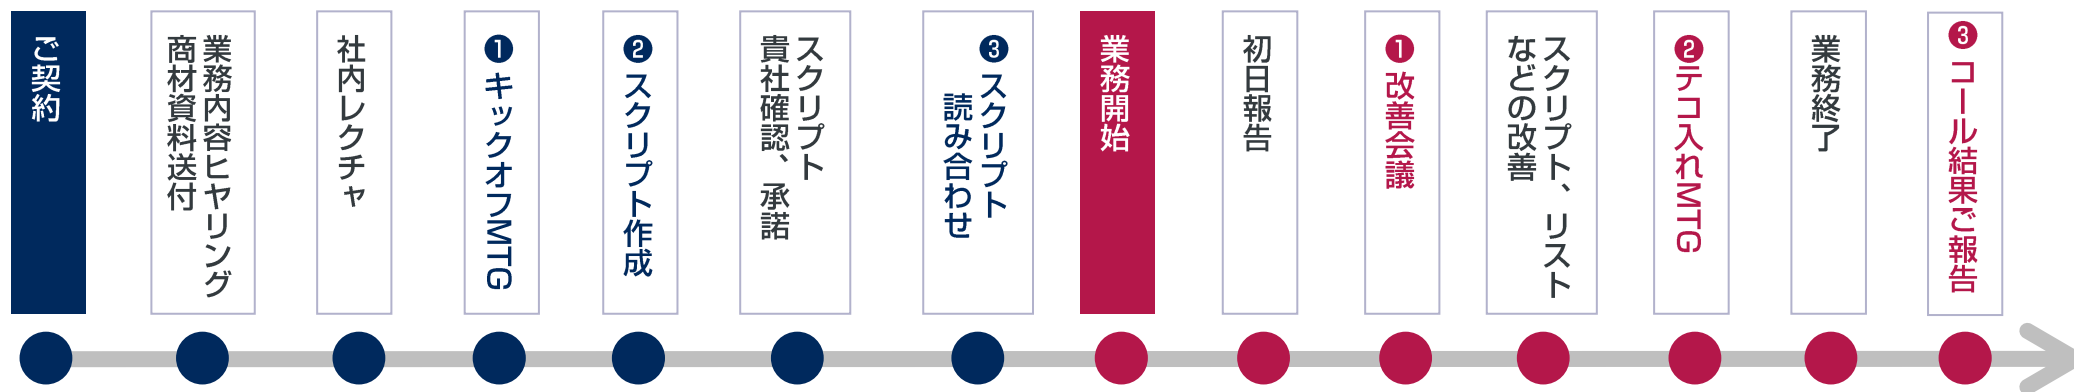 ご契約
業務内容ヒヤリング
商材資料送付
社内レクチャ
❶ キックオフMTG
❷ スクリプト作成
スクリプト
貴社確認、承諾
❸ スクリプト
読み合わせ
業務開始
初日報告
❶ 改善会議
スクリプト、リスト
などの改善
❷テコ入れMTG
業務終了
❸ コール結果ご報告